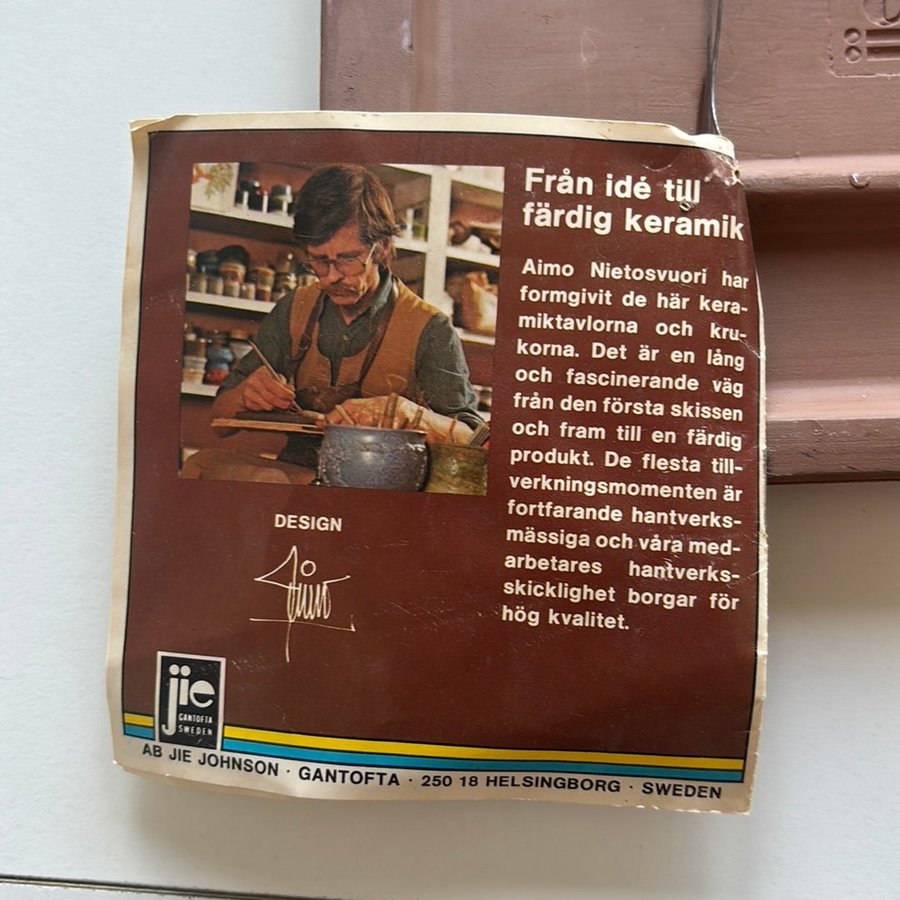 Från idé till
färdig keramik
Aimo Nietosvuori har
formgivit de här kera-
miktavlorna och kru-
korna. Det är en lång
och fascinerande väg
från den första skissen
och fram till en färdig
produkt. De flesta till-
verkningsmomenten är
fortfarande hantverks-
mässiga och våra med-
arbetares hantverks-
skicklighet borgar för
hög kvalitet.
DESIGN
jie
GANTOFTA
SWEDEN
AB JIE JOHNSON · GANTOFTA · 250 18 HELSINGBORG · SWEDEN